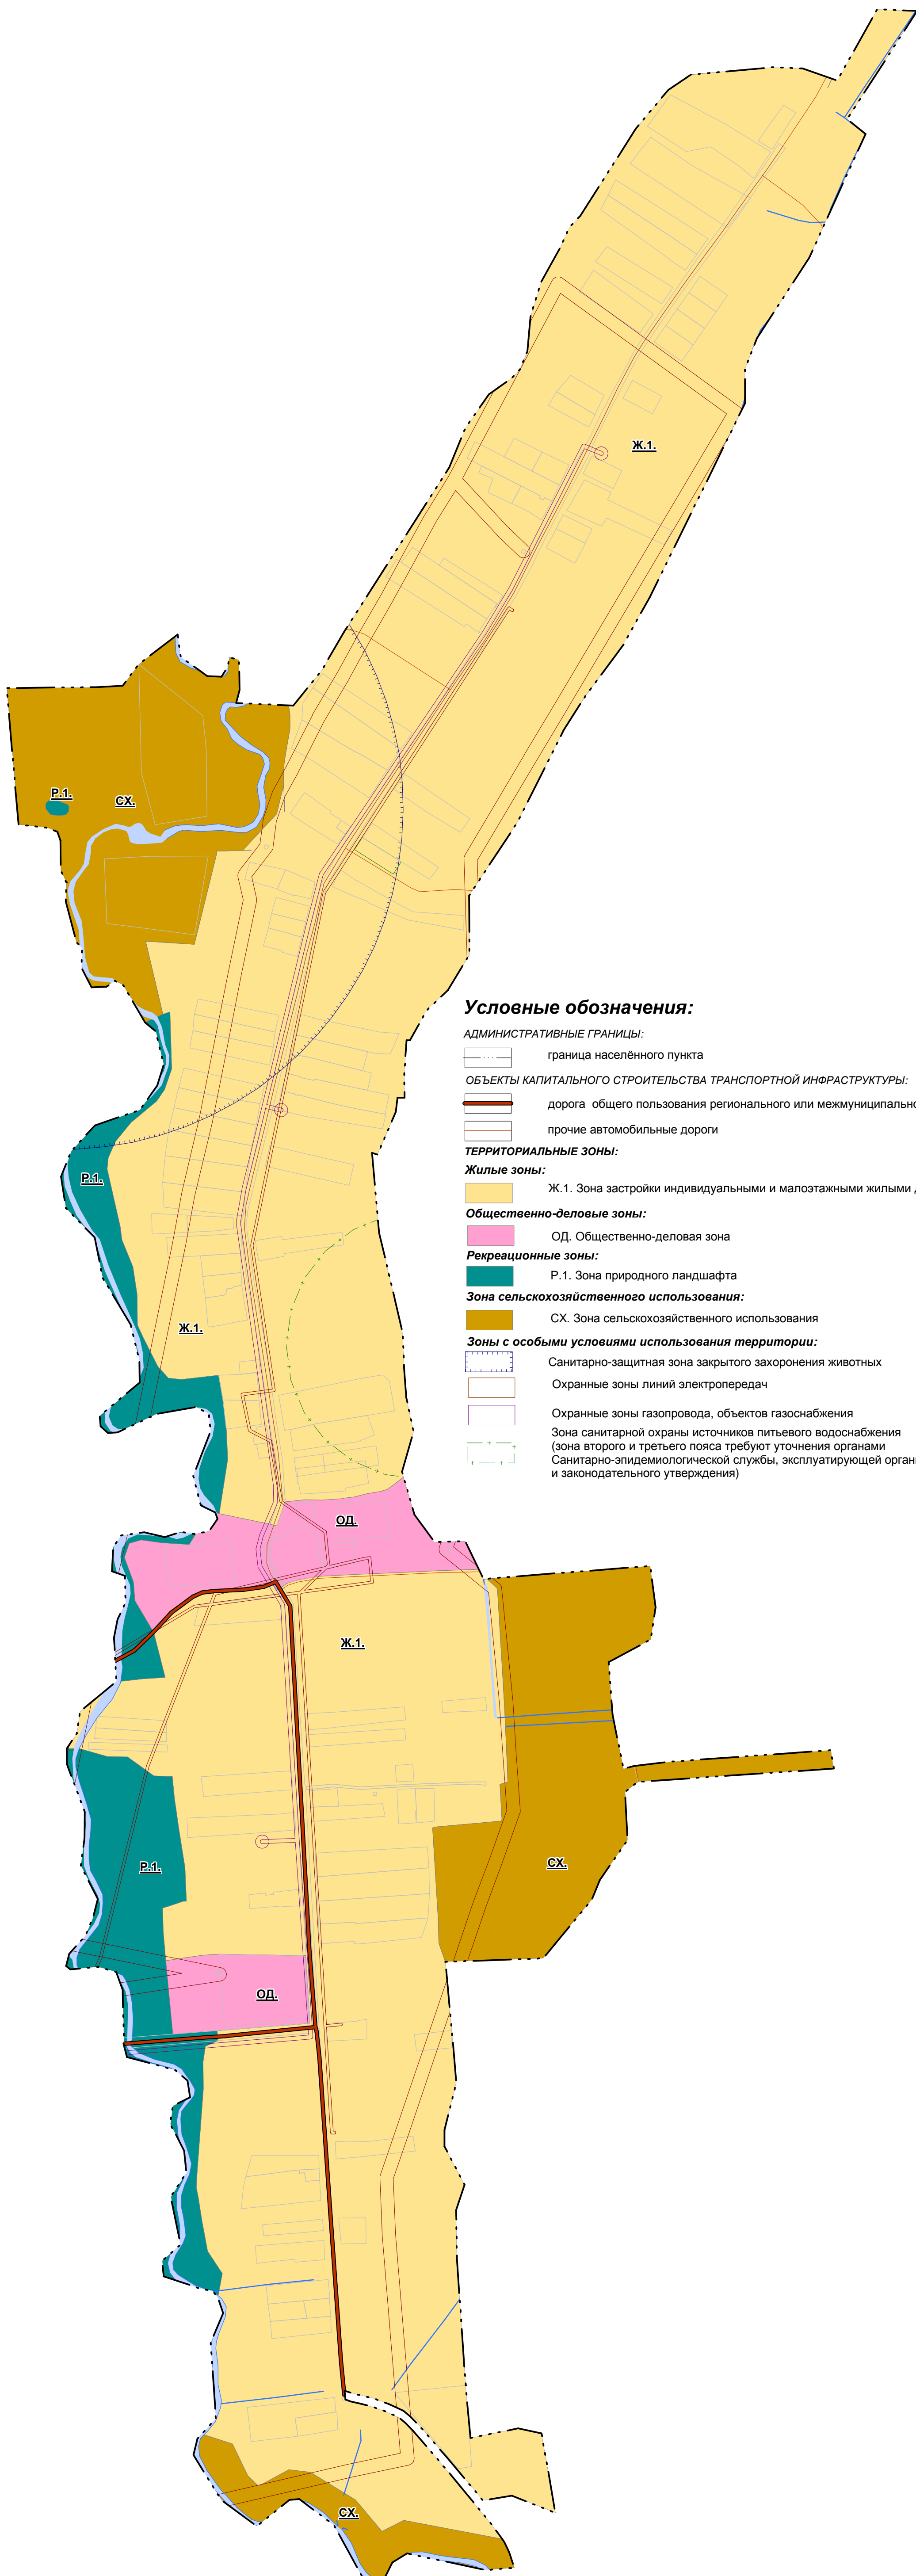 Ж.1.
Р.1.
СХ.
Условные обозначения:
АДМИНИСТРАТИВНЫЕ ГРАНИЦЫ:
граница населённого пункта
ОБЪЕКТЫ КАПИТАЛЬНОГО СТРОИТЕЛЬСТВА ТРАНСПОРТНОЙ ИНФРАСТРУКТУРЫ:
дорога общего пользования регионального или межмуниципально
прочие автомобильные дороги
ТЕРРИТОРИАЛЬНЫЕ ЗОНЫ:
Жилые зоны:
Ж.1. Зона застройки индивидуальными и малоэтажными жилыми
Общественно-деловые зоны:
ОД. Общественно-деловая зона
Рекреационные зоны:
Р.1. Зона природного ландшафта
Зона сельскохозяйственного использования:
СХ. Зона сельскохозяйственного использования
Зоны с особыми условиями использования территории:
Санитарно-защитная зона закрытого захоронения животных
Охранные зоны линий электропередач
Охранные зоны газопровода, объектов газоснабжения
Зона санитарной охраны источников питьевого водоснабжения
(зона второго и третьего пояса требуют уточнения органами
Санитарно-эпидемиологической службы, эксплуатирующей орган
и законодательного утверждения)
Р.1.
Ж.1.
ОД.
Ж.1.
Р.1.
СХ.
ОД.
СХ.